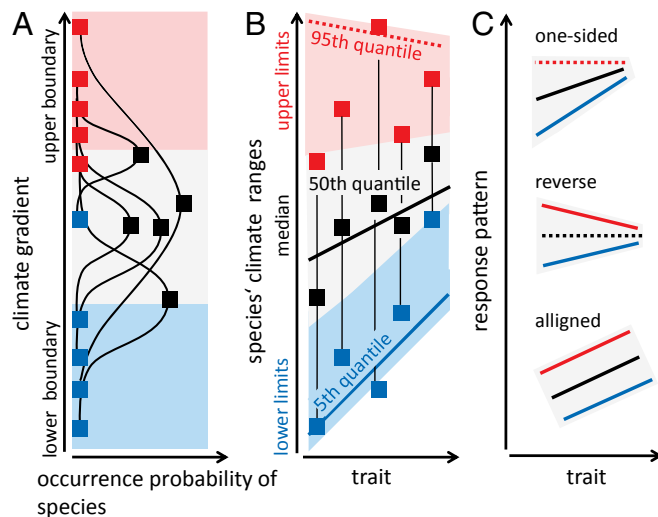 A
climate gradient
lower boundary
upper boundary
occurrence probability of
species
B
species‘ climate ranges
lower limits
median
upper limits
95th quantile
50th quantile
5th quantile
trait
C
response pattern
one-sided
reverse
alligned
trait